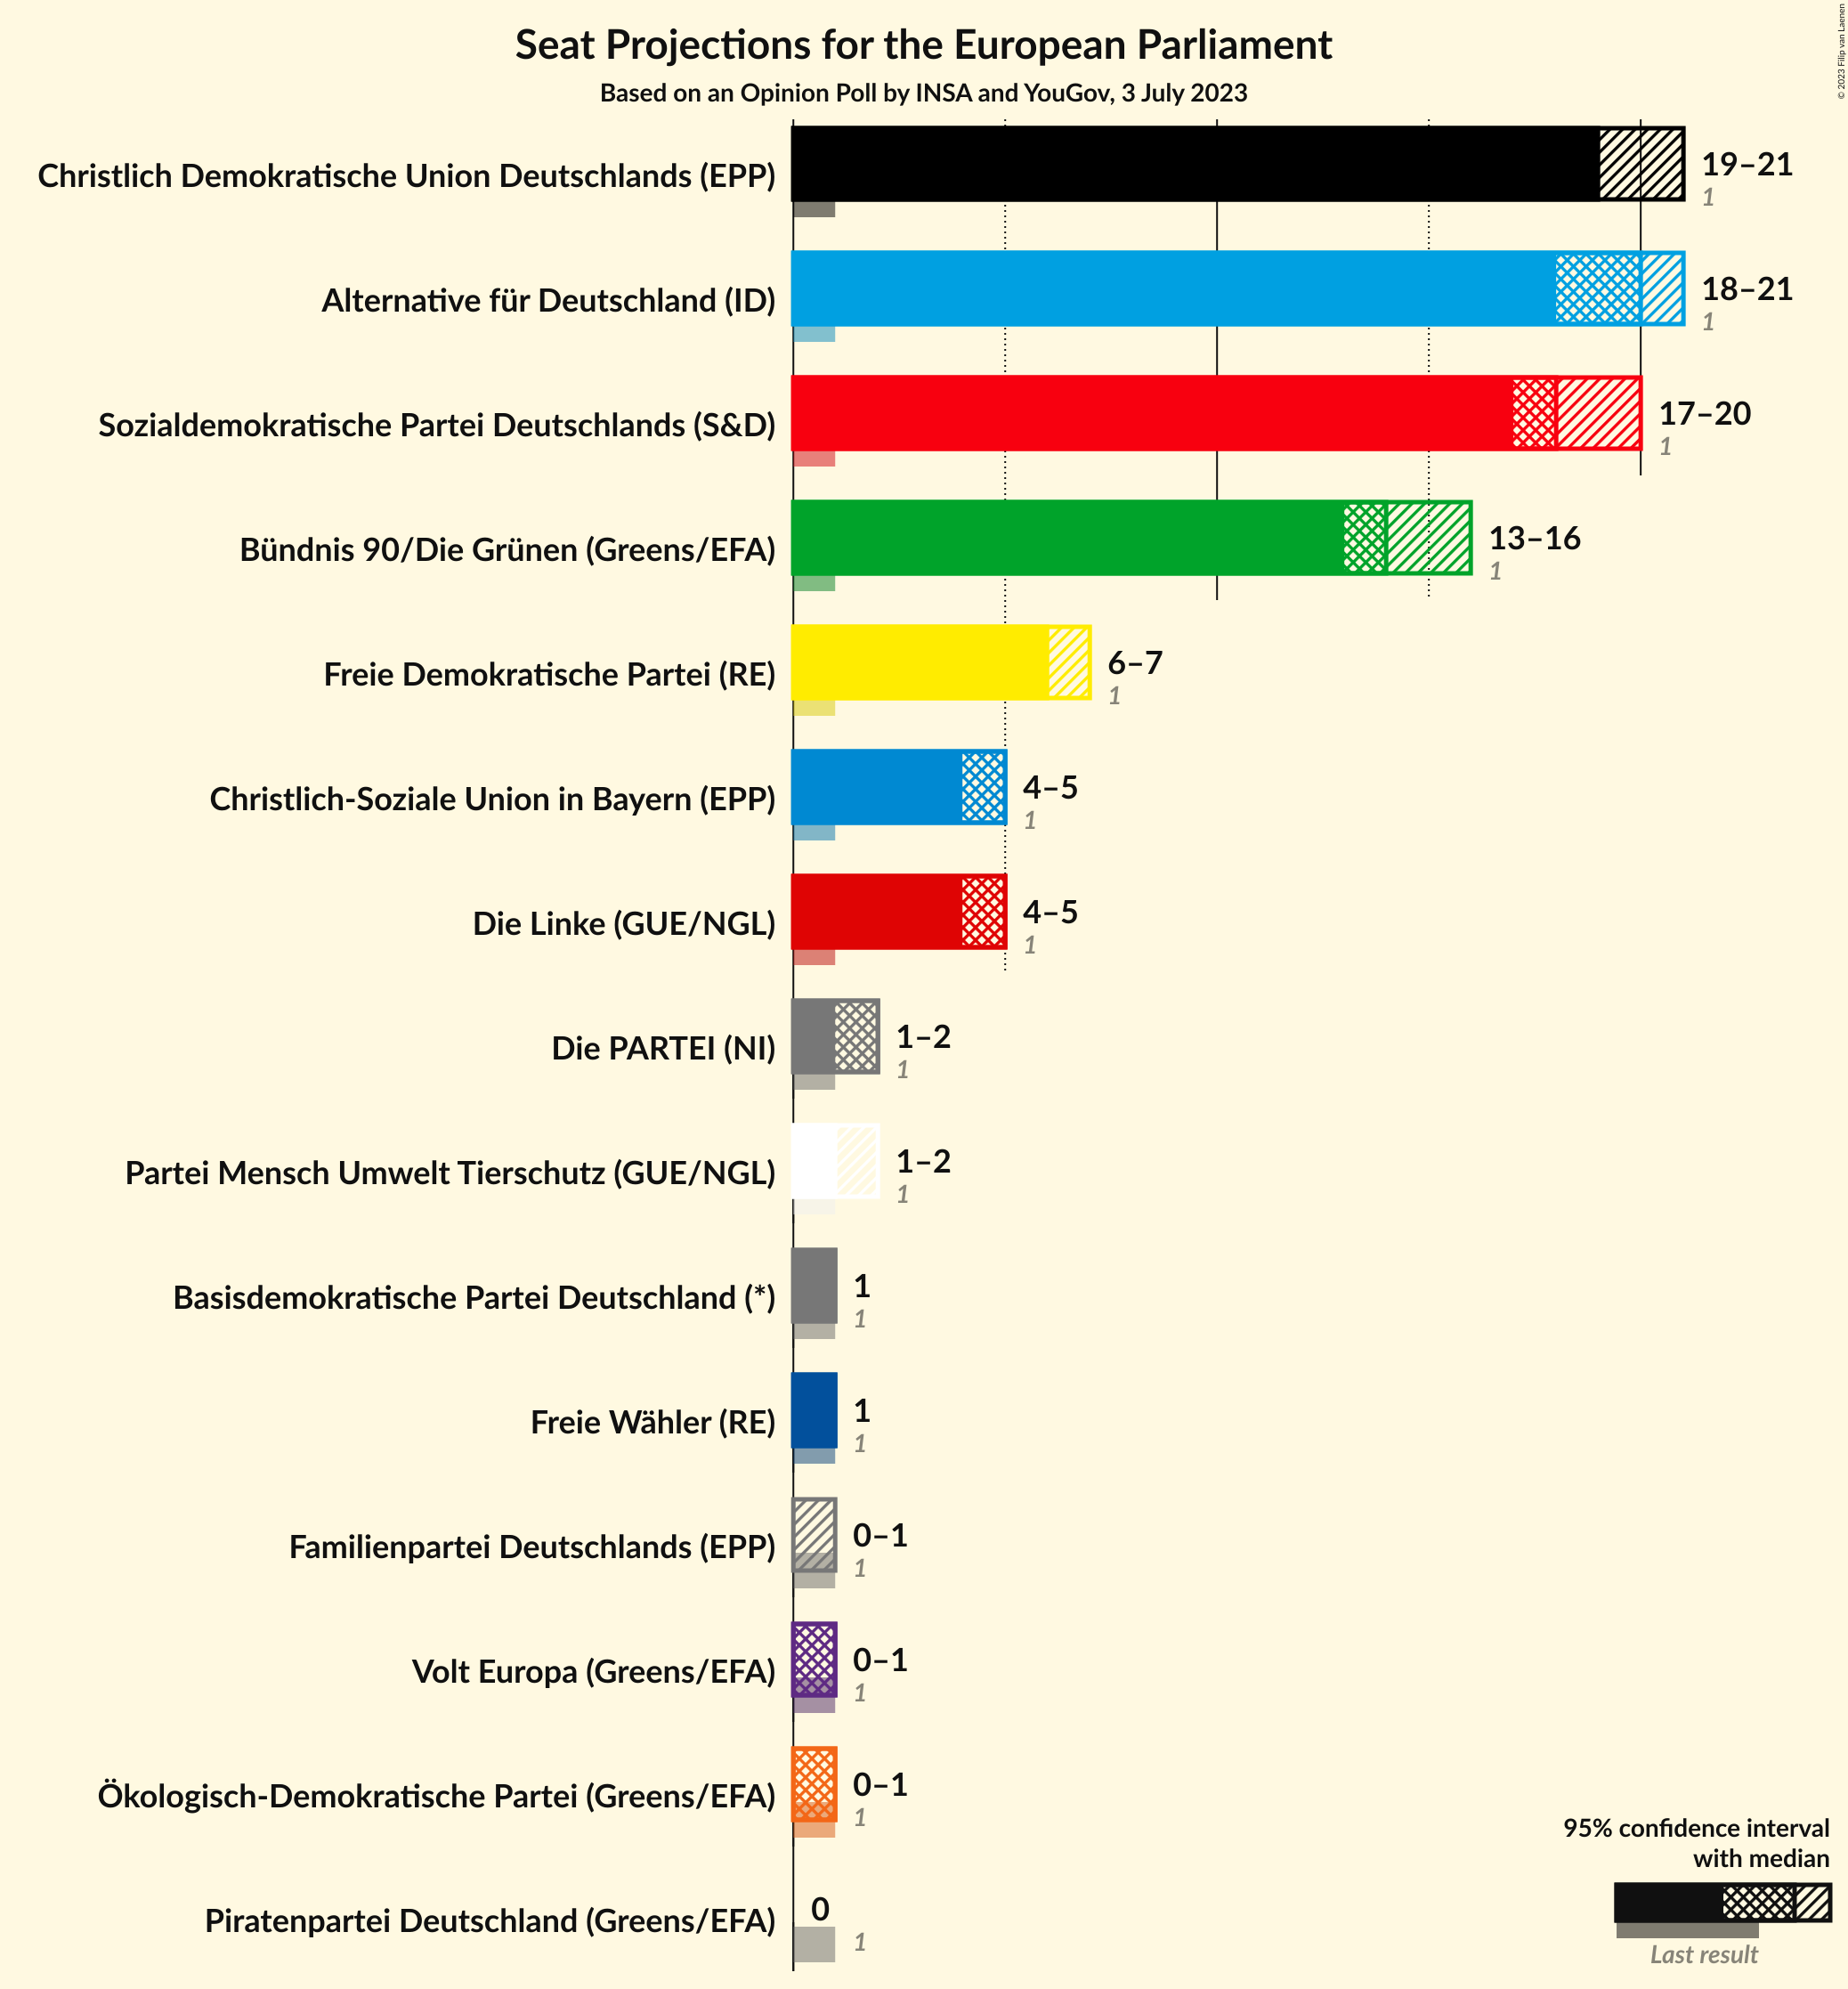 © 2023 Filip van Laenen
Seat Projections for the European Parliament
Based on an Opinion Poll by INSA and YouGov, 3 July 2023
Christlich Demokratische Union Deutschlands (EPP)
19–21
1
Alternative für Deutschland (ID)
18–21
1
Sozialdemokratische Partei Deutschlands (S&D)
17–20
1
Bündnis 90/Die Grünen (Greens/EFA)
13–16
1
Freie Demokratische Partei (RE)
6–7
1
Christlich-Soziale Union in Bayern (EPP)
4–5
1
Die Linke (GUE/NGL)
4–5
1
Die PARTEI (NI)
1–2
1
Partei Mensch Umwelt Tierschutz (GUE/NGL)
1–2
1
Basisdemokratische Partei Deutschland (*)
1
1
Freie Wähler (RE)
1
1
Familienpartei Deutschlands (EPP)
0–1
1
Volt Europa (Greens/EFA)
0–1
1
Ökologisch-Demokratische Partei (Greens/EFA)
0–1
1
Piratenpartei Deutschland (Greens/EFA)
0
1
95% confidence interval
with median
Last result